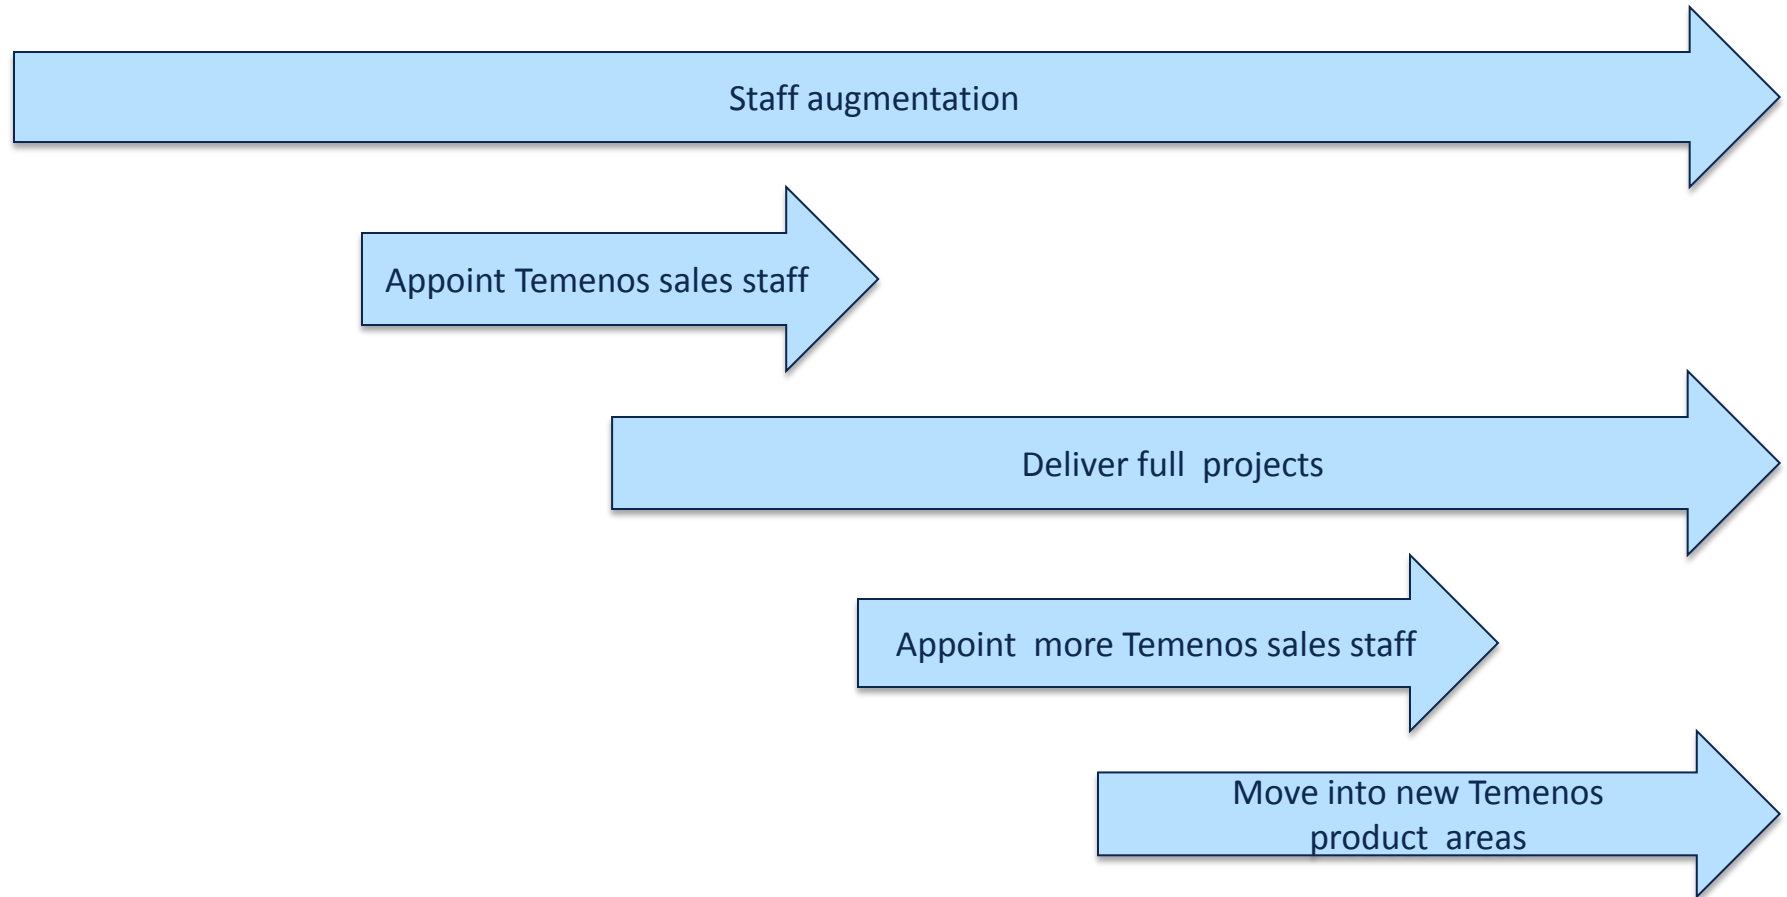 Staff augmentation
Appoint Temenos sales staff
Deliver full  projects
Appoint  more Temenos sales staff
Move into new Temenos
product  areas